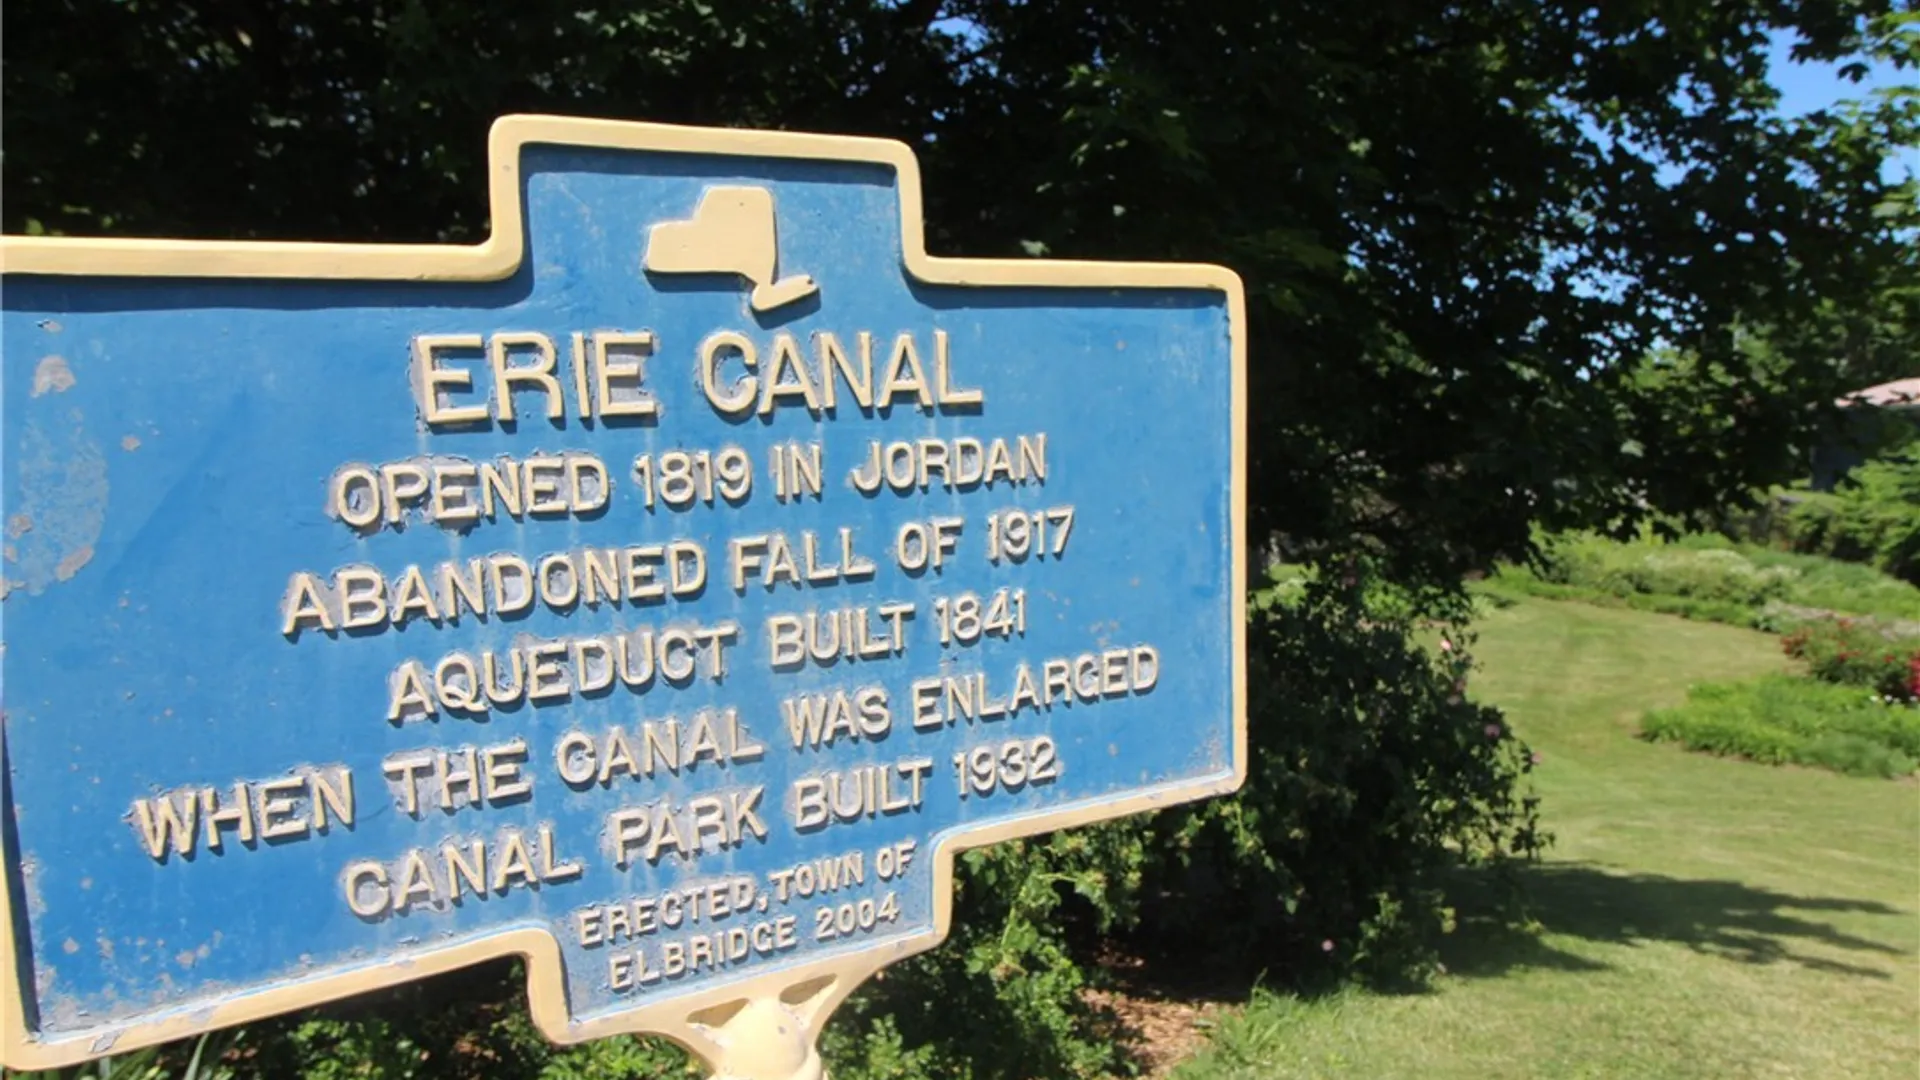 ERIE CANAL
OPENED 1819 IN JORDAN
ABANDONED FALL OF 1917
AQUEDUCT BUILT 1841
WHEN THE CANAL WAS ENLARGED
CANAL PARK BUILT 1932
ERECTED, TOWN OF
ELBRIDGE 2004